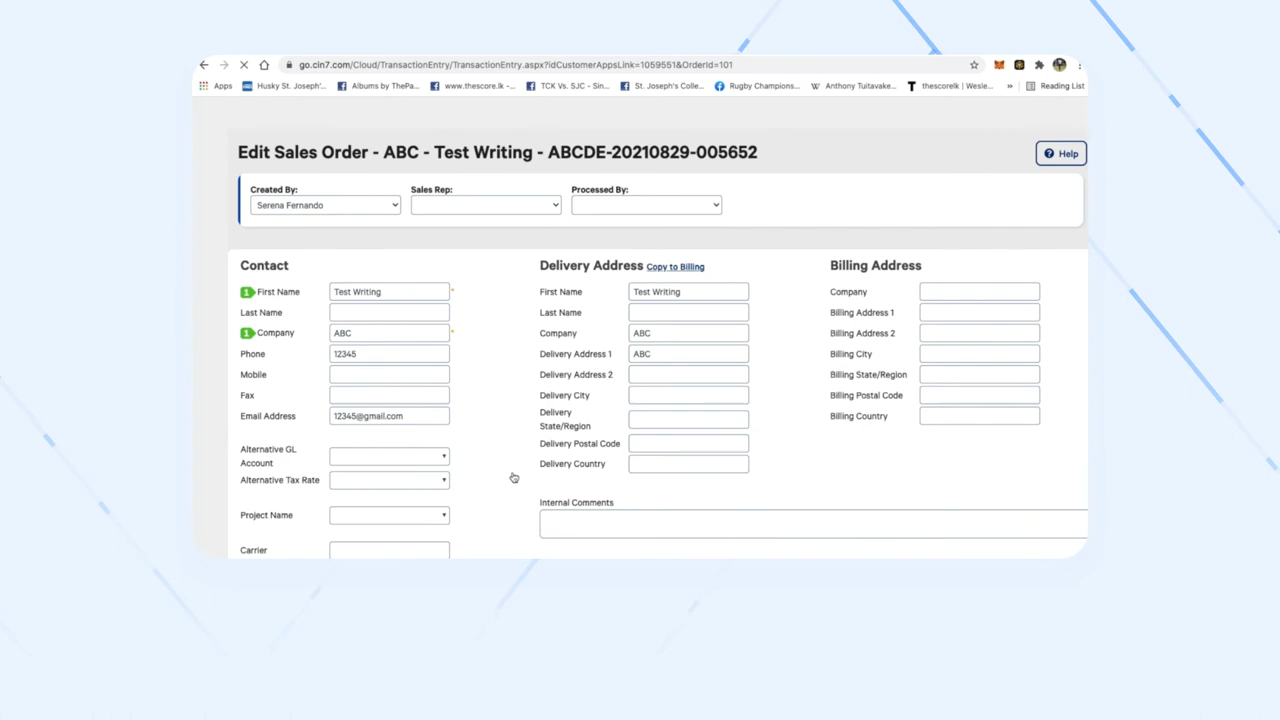 go.cin7.com/Cloud/TransactionEntry/TransactionEntry.aspx?idCustomerAppsLink=1059551&OrderId=101
Apps Husky St. Joseph'... Albums by ThePa... www.thescore.lk -... TCK Vs. SJC - Sin... St. Joseph's Colle... Rugby Champions... Anthony Tuitavake... thescorelk | Wesle... » Reading List
Edit Sales Order - ABC - Test Writing - ABCDE-20210829-005652
Help
Created By: Sales Rep: Processed By:
Serena Fernando
Contact Delivery Address Copy to Billing Billing Address
1 First Name Test Writing First Name Test Writing Company
Last Name Last Name Billing Address 1
1 Company ABC Company ABC Billing Address 2
Phone 12345 Delivery Address 1 ABC Billing City
Mobile Delivery Address 2 Billing State/Region
Fax Delivery City Billing Postal Code
Email Address 12345@gmail.com Delivery State/Region Billing Country
Delivery Postal Code
Alternative GL
Account
Delivery Country
Alternative Tax Rate
Internal Comments
Project Name
Carrier